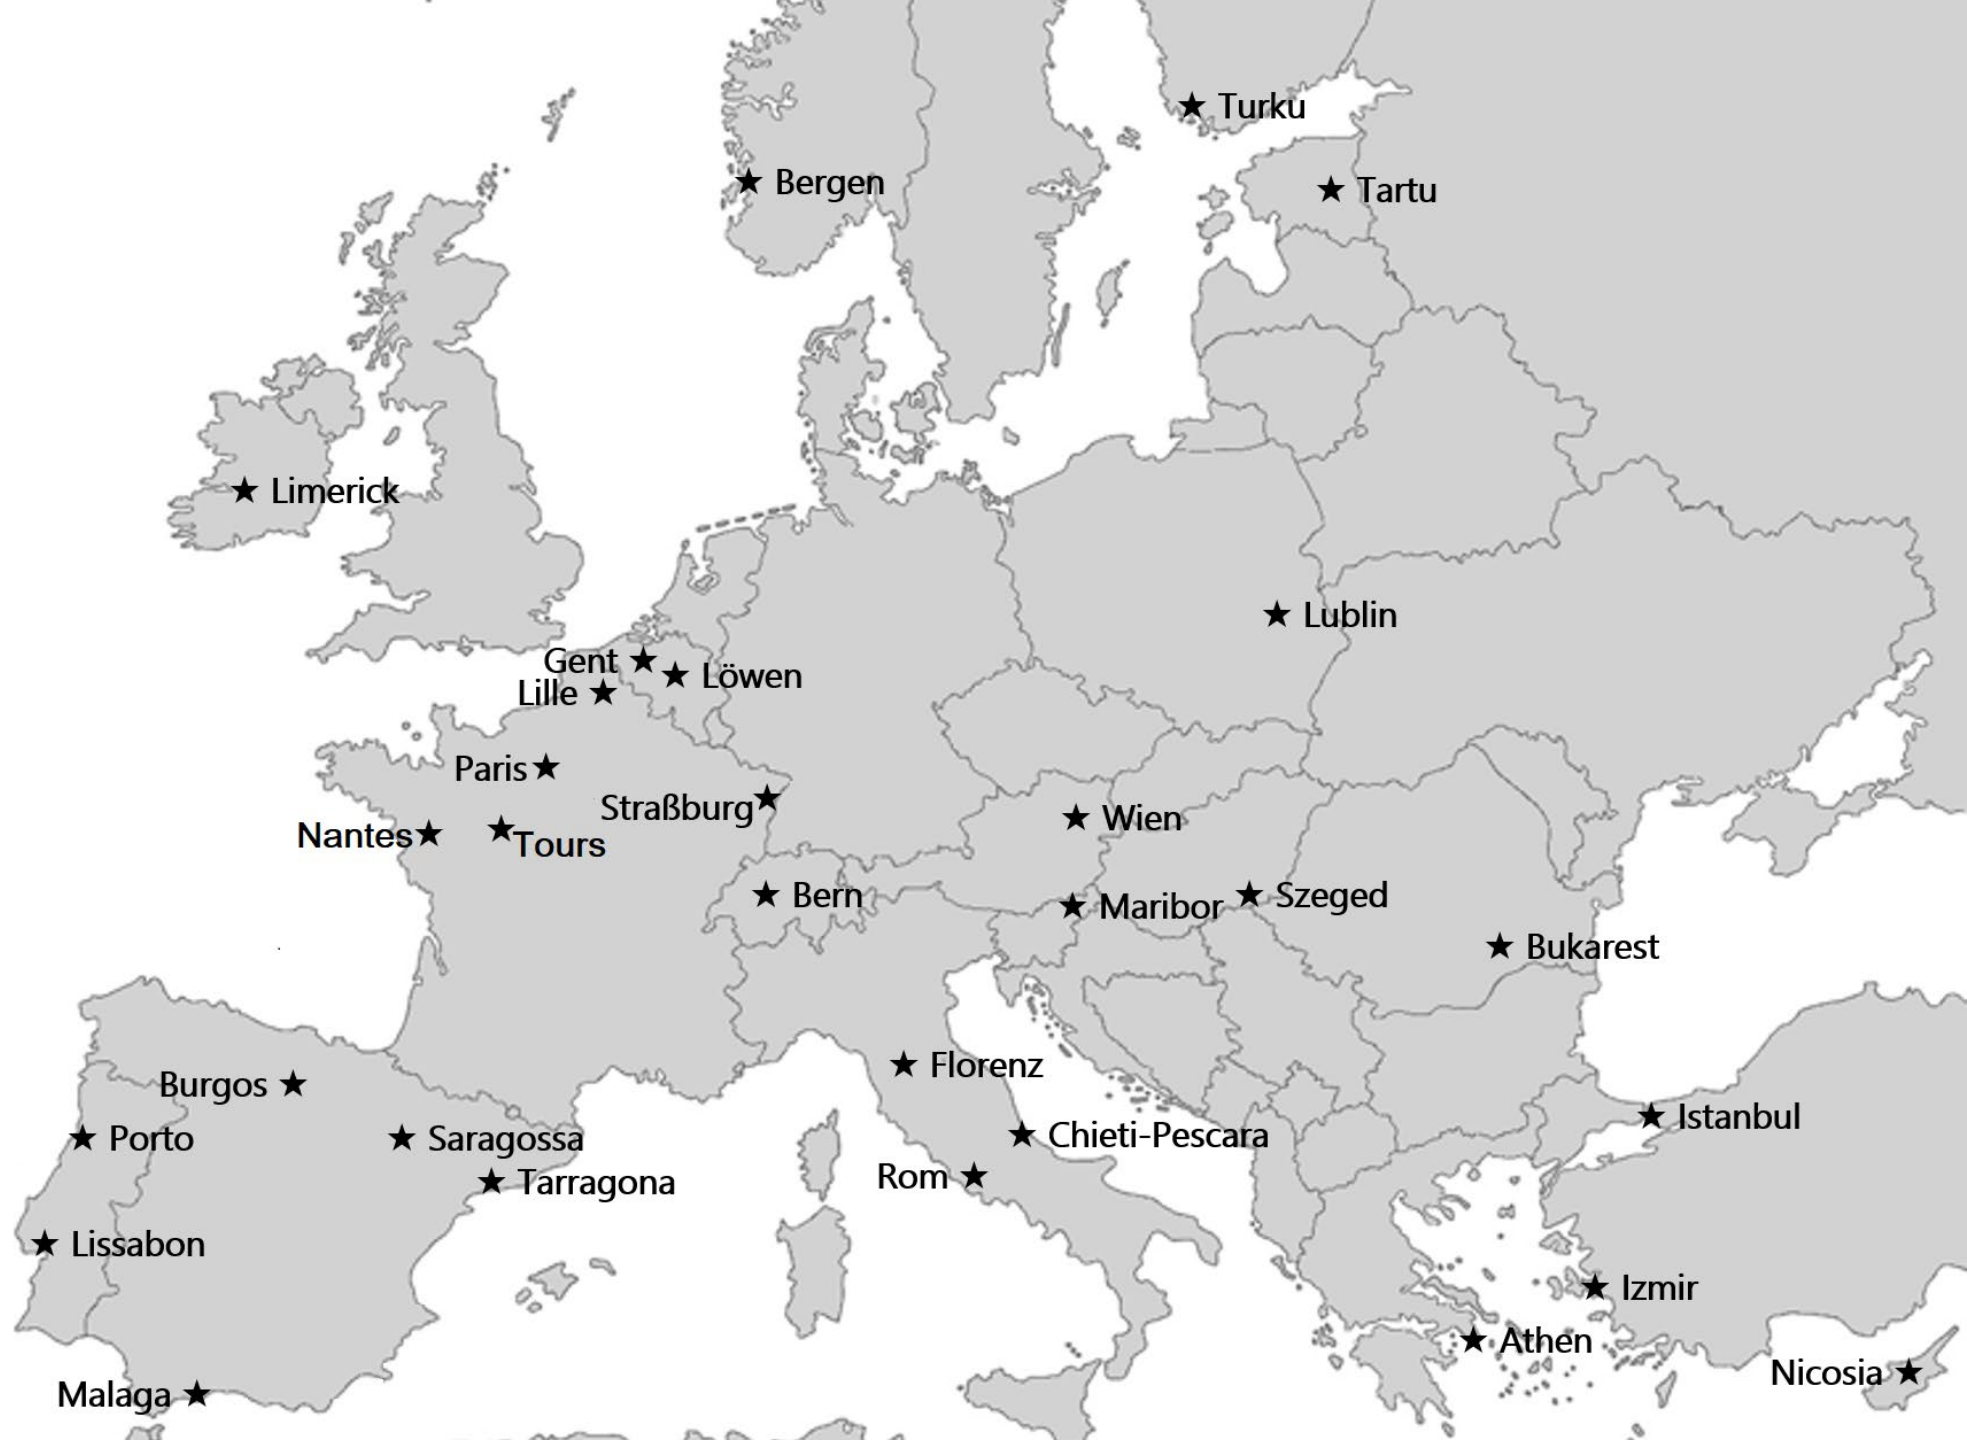 Turku
Bergen
Tartu
Limerick
Lublin
Gent
Löwen
Lille
Paris
Straßburg
Wien
Nantes
Tours
Bern
Maribor
Szeged
Bukarest
Florenz
Burgos
Istanbul
Porto
Saragossa
Chieti-Pescara
Rom
Tarragona
Lissabon
Izmir
Athen
Nicosia
Malaga